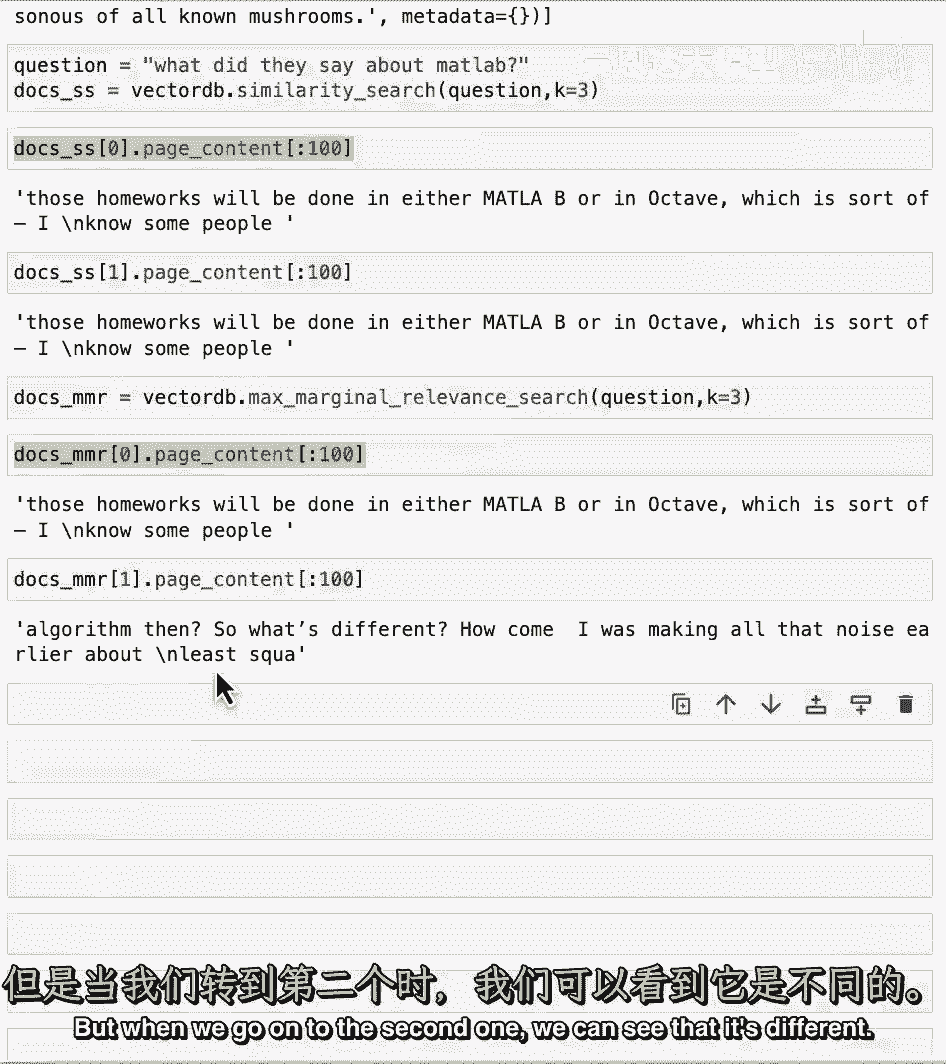 sonous of all known mushrooms.', metadata={})]
question = "what did they say about matlab?"
docs_ss = vectordb.similarity_search(question,k=3)
docs_ss[0].page_content[:100]
'those homeworks will be done in either MATLA B or in Octave, which is sort of
— I \nknow some people '
docs_ss[1].page_content[:100]
'those homeworks will be done in either MATLA B or in Octave, which is sort of
— I \nknow some people '
docs_mmr = vectordb.max_marginal_relevance_search(question,k=3)
docs_mmr[0].page_content[:100]
'those homeworks will be done in either MATLA B or in Octave, which is sort of
— I \nknow some people '
docs_mmr[1].page_content[:100]
'algorithm then? So what’s different? How come  I was making all that noise ea
rlier about \nleast squa'
但是当我们转到第二个时，我们可以看到它是不同的。
But when we go on to the second one, we can see that it's different.